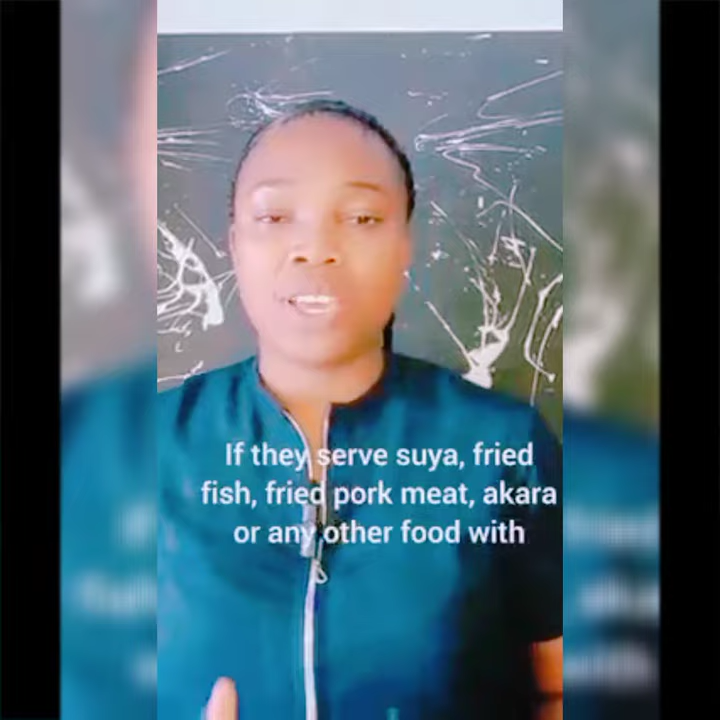 If they serve suya, fried
fish, fried pork meat, akara
or any other food with